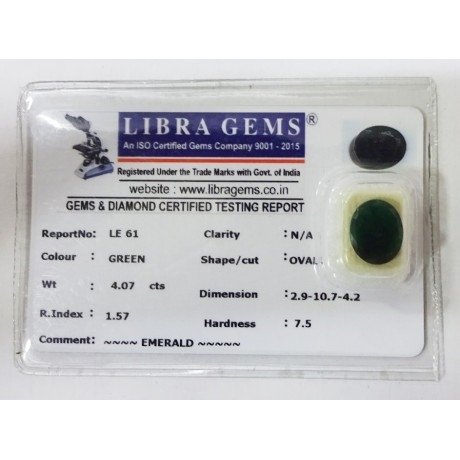 LIBRA GEMS®
An ISO Certified Gems Company 9001 - 2015
Registered Under the Trade Marks with Govt. of India
website : www.libragems.co.in
GEMS & DIAMOND CERTIFIED TESTING REPORT
ReportNo: LE 61 Clarity : N/A
Colour : GREEN Shape/cut : OVAL
Wt : 4.07 cts Dimension : 2.9-10.7-4.2
R.Index : 1.57 Hardness : 7.5
Comment: ~~~~ EMERALD ~~~~~